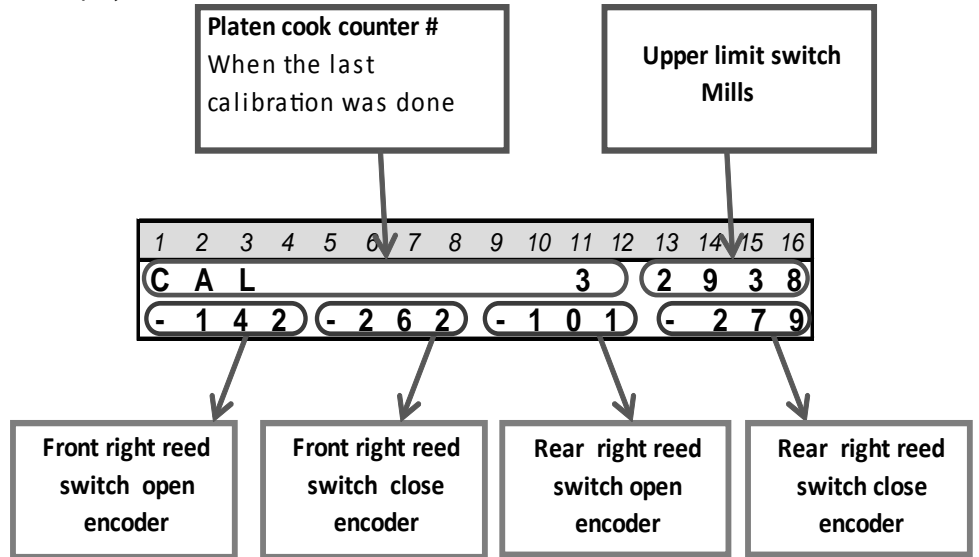 Platen cook counter #
When the last
calibration was done
Upper limit switch
Mills
1 2 3 4 5 6 7 8 9 10 11 12 13 14 15 16
C A L 3 2 9 3 8
- 1 4 2 - 2 6 2 - 1 0 1 - 2 7 9
Front right reed
switch open
encoder
Front right reed
switch close
encoder
Rear right reed
switch open
encoder
Rear right reed
switch close
encoder